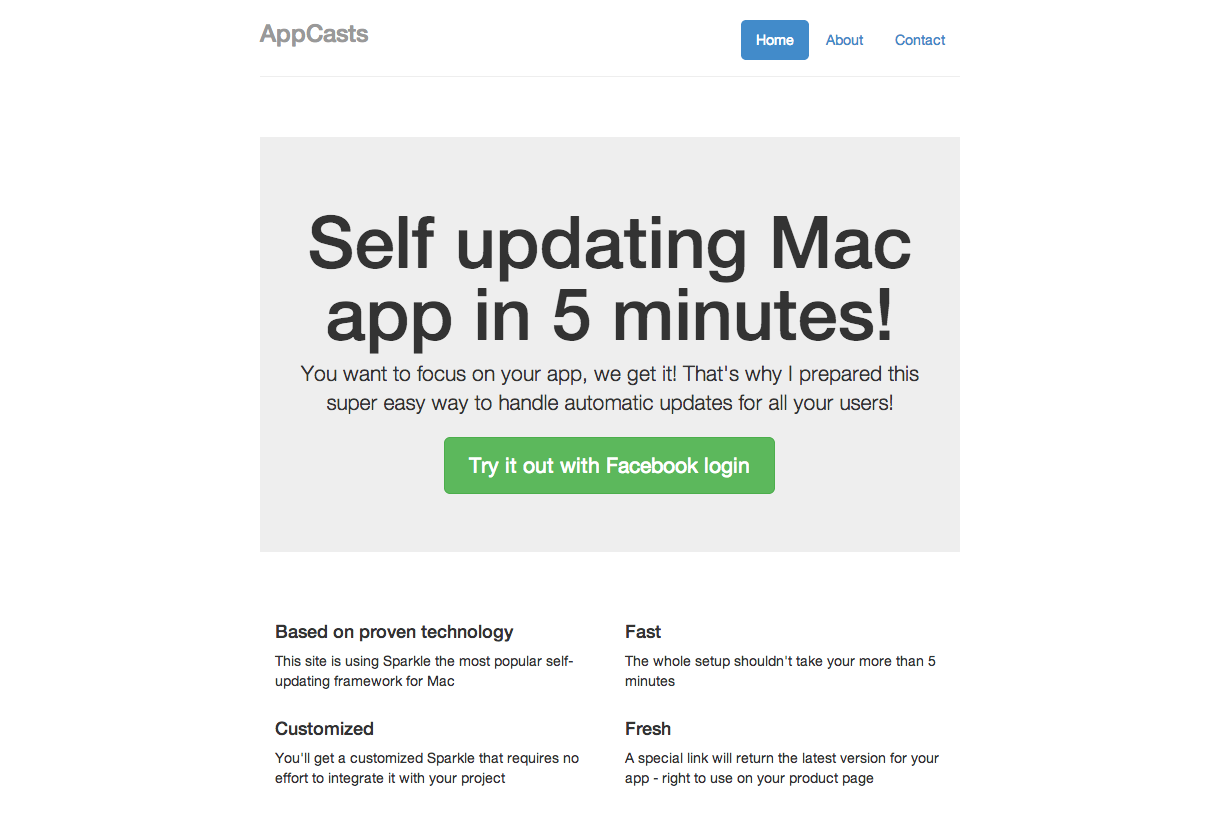 AppCasts
Home
About
Contact
Self updating Mac
app in 5 minutes!
You want to focus on your app, we get it! That's why I prepared this
super easy way to handle automatic updates for all your users!
Try it out with Facebook login
Based on proven technology
This site is using Sparkle the most popular self-
updating framework for Mac
Fast
The whole setup shouldn't take your more than 5
minutes
Customized
You'll get a customized Sparkle that requires no
effort to integrate it with your project
Fresh
A special link will return the latest version for your
app - right to use on your product page